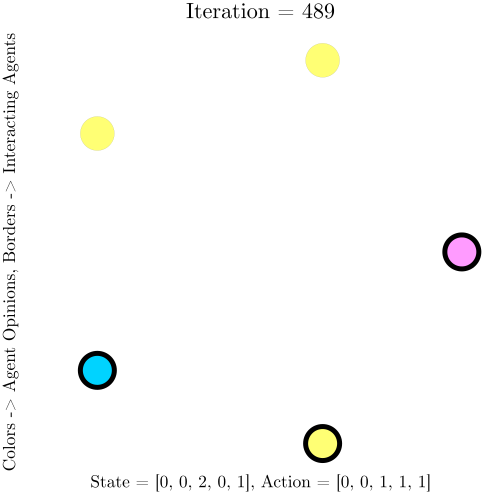 Iteration = 489
Colors -> Agent Opinions, Borders -> Interacting Agents
State = [0, 0, 2, 0, 1], Action = [0, 0, 1, 1, 1]